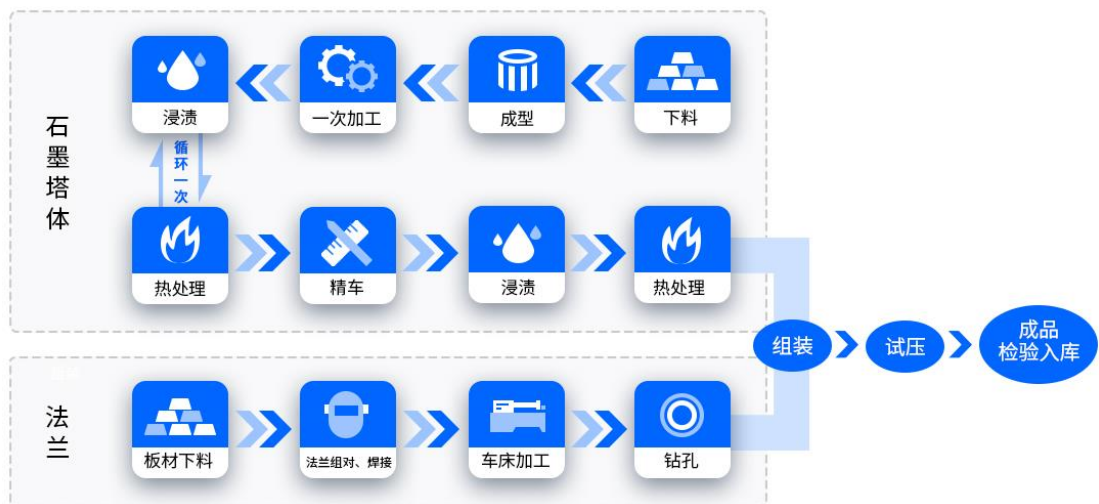 石墨塔体
下料
成型
一次加工
浸渍
循环一次
热处理
精车
浸渍
热处理
法兰
板材下料
法兰组对、焊接
车床加工
钻孔
组装
试压
成品
检验入库